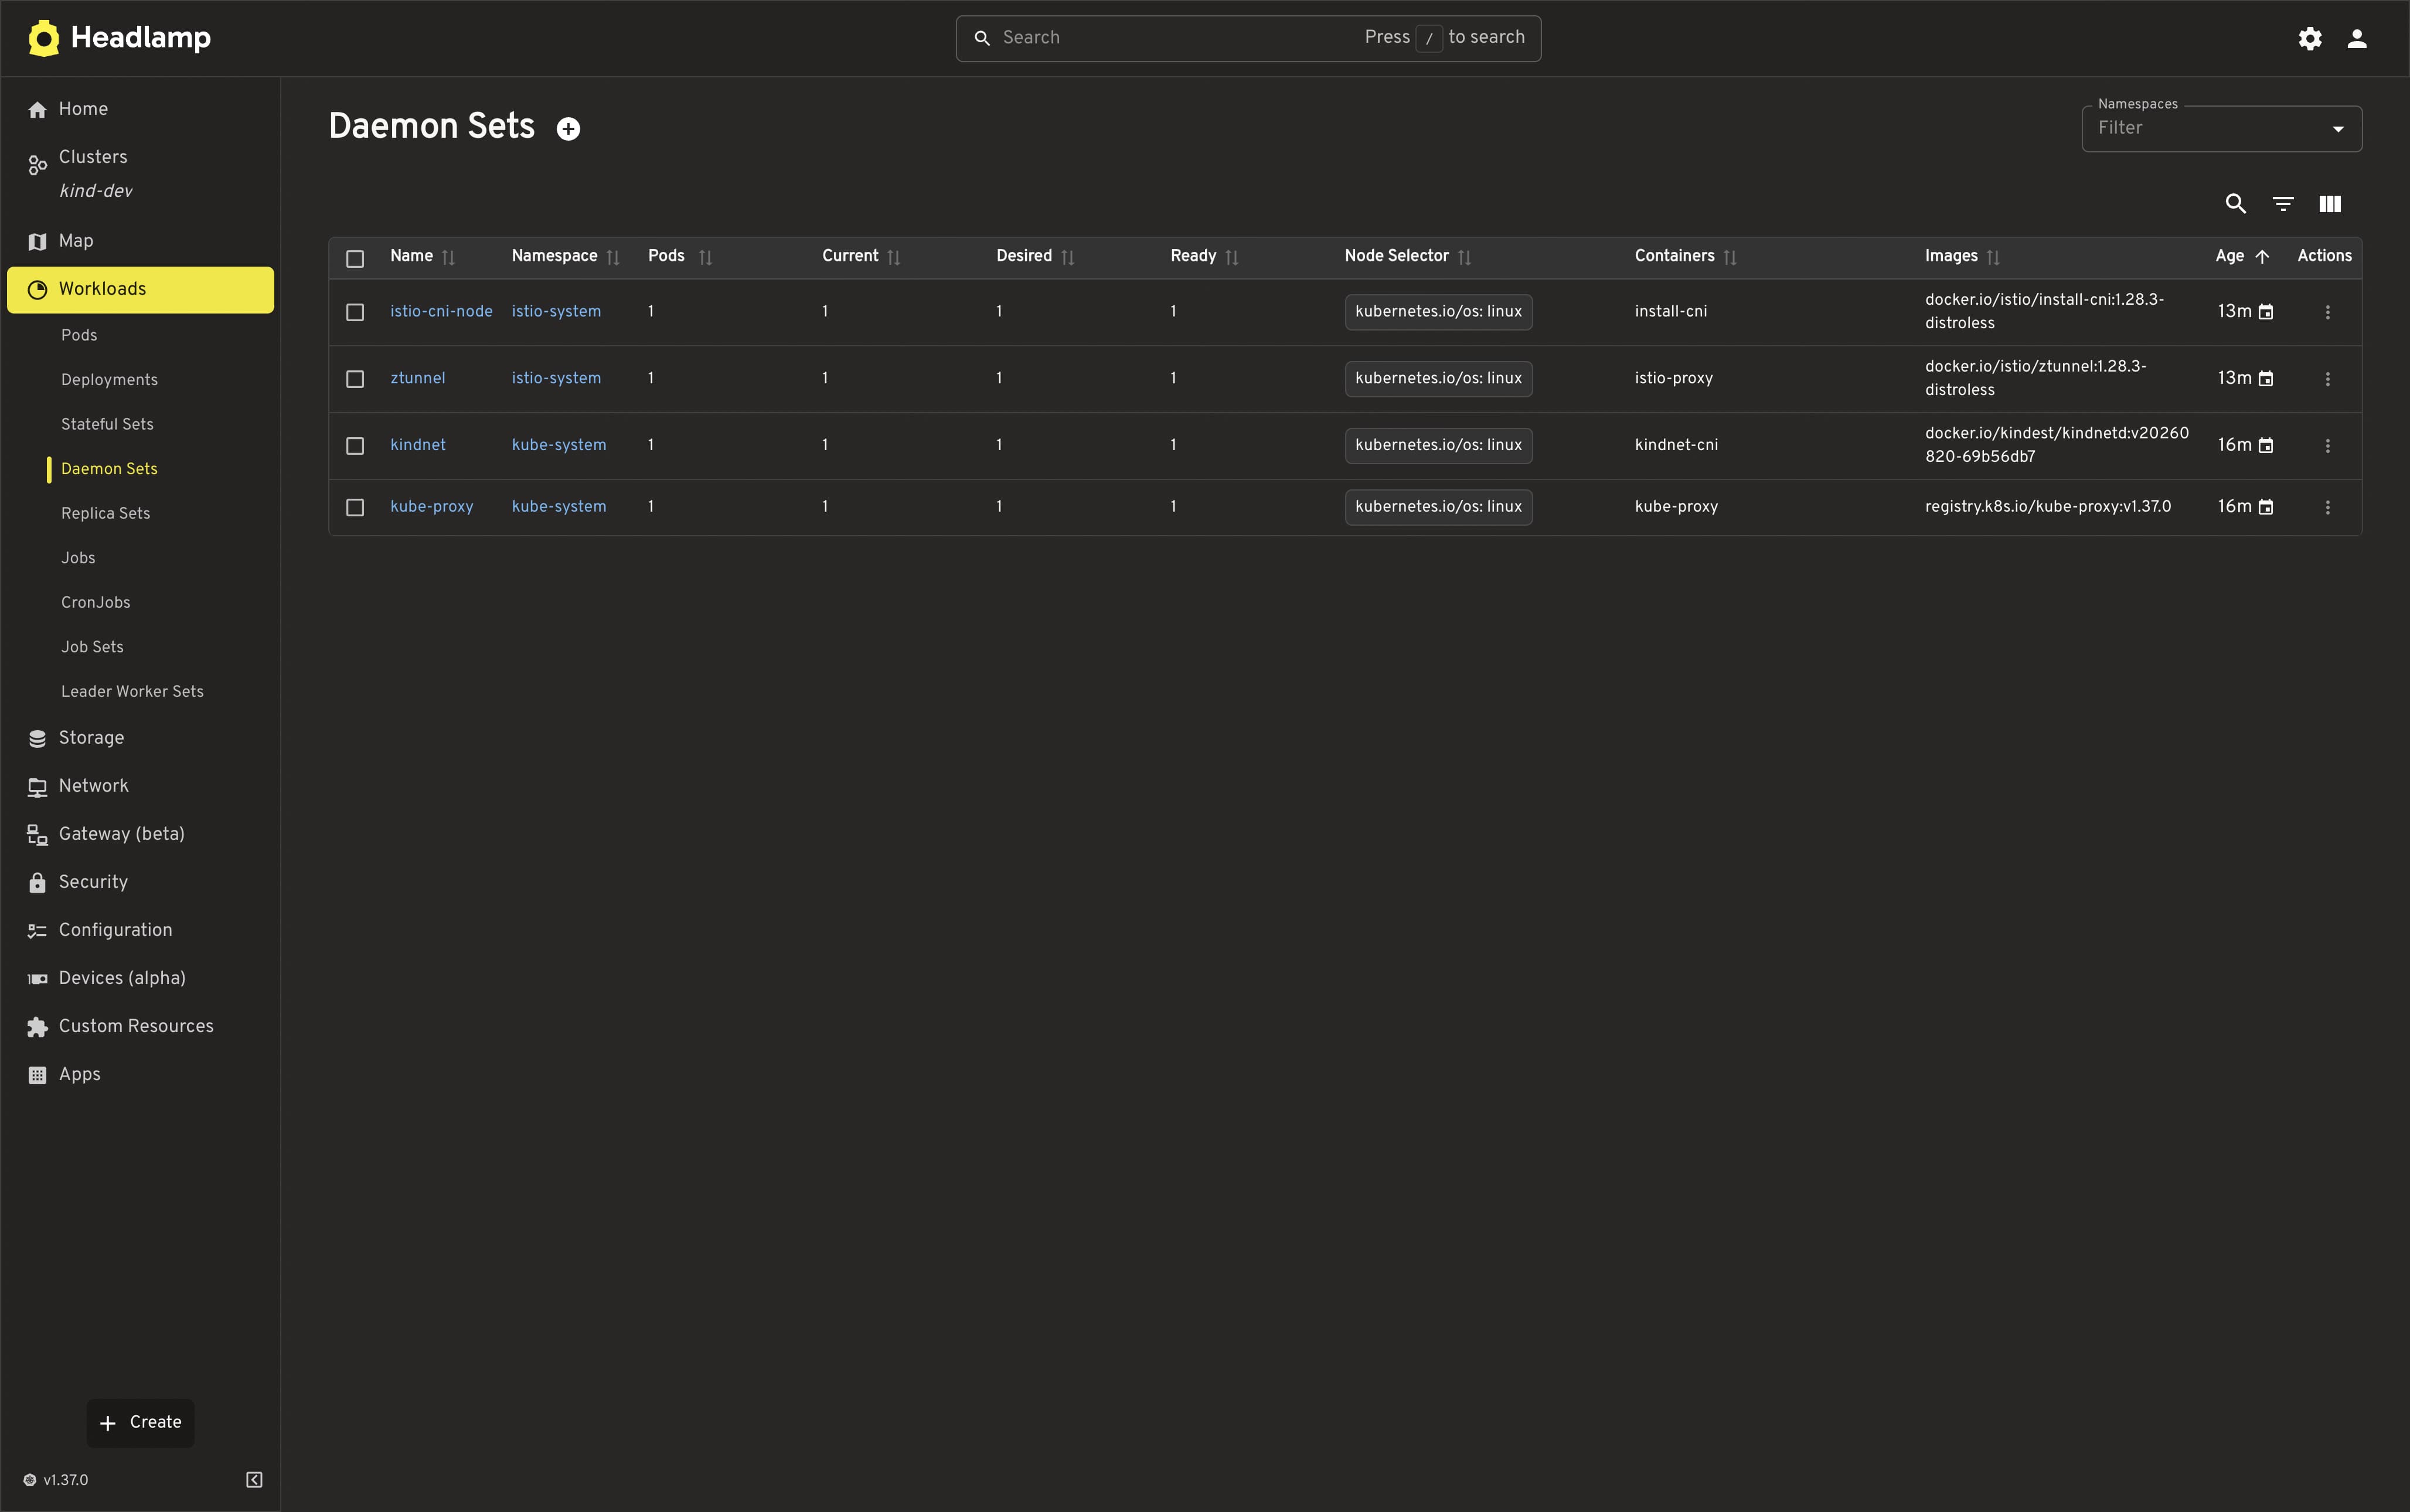 Headlamp
Search
Press / to search
Home
Clusters
kind-dev
Map
Workloads
Pods
Deployments
Stateful Sets
Daemon Sets
Replica Sets
Jobs
CronJobs
Job Sets
Leader Worker Sets
Storage
Network
Gateway (beta)
Security
Configuration
Devices (alpha)
Custom Resources
Apps
Create
v1.37.0
Daemon Sets
Namespaces
Filter
Name Namespace Pods Current Desired Ready Node Selector Containers Images Age Actions
istio-cni-node istio-system 1 1 1 1 kubernetes.io/os: linux install-cni docker.io/istio/install-cni:1.28.3- 13m
distroless
ztunnel istio-system 1 1 1 1 kubernetes.io/os: linux istio-proxy docker.io/istio/ztunnel:1.28.3- 13m
distroless
kindnet kube-system 1 1 1 1 kubernetes.io/os: linux kindnet-cni docker.io/kindest/kindnetd:v20260 16m
820-69b56db7
kube-proxy kube-system 1 1 1 1 kubernetes.io/os: linux kube-proxy registry.k8s.io/kube-proxy:v1.37.0 16m